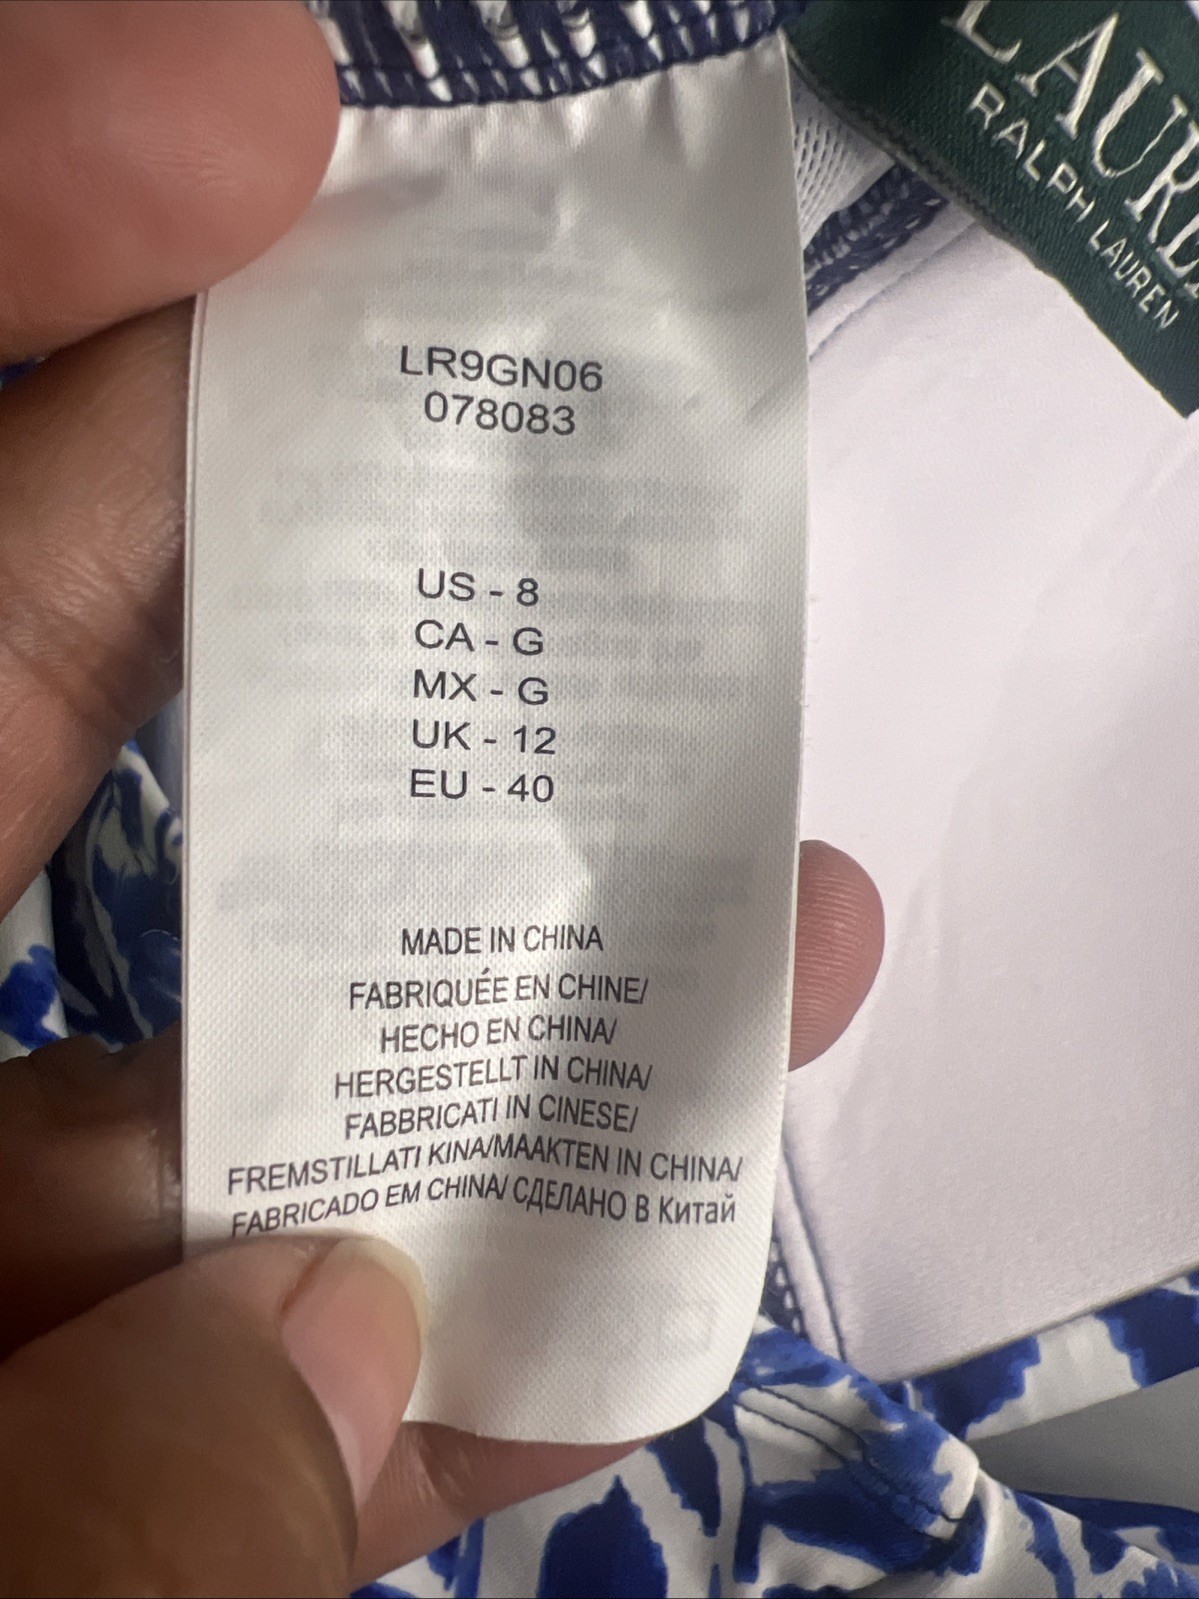 RALPH LAUREN
LR9GN06
078083
US - 8
CA - G
MX - G
UK - 12
EU - 40
MADE IN CHINA
FABRIQUÉE EN CHINE/
HECHO EN CHINA/
HERGESTELLT IN CHINA/
FABBRICATI IN CINESE/
FREMSTILLATI KINA/MAAKTEN IN CHINA/
FABRICADO EM CHINA/ СДЕЛАНО В Китай